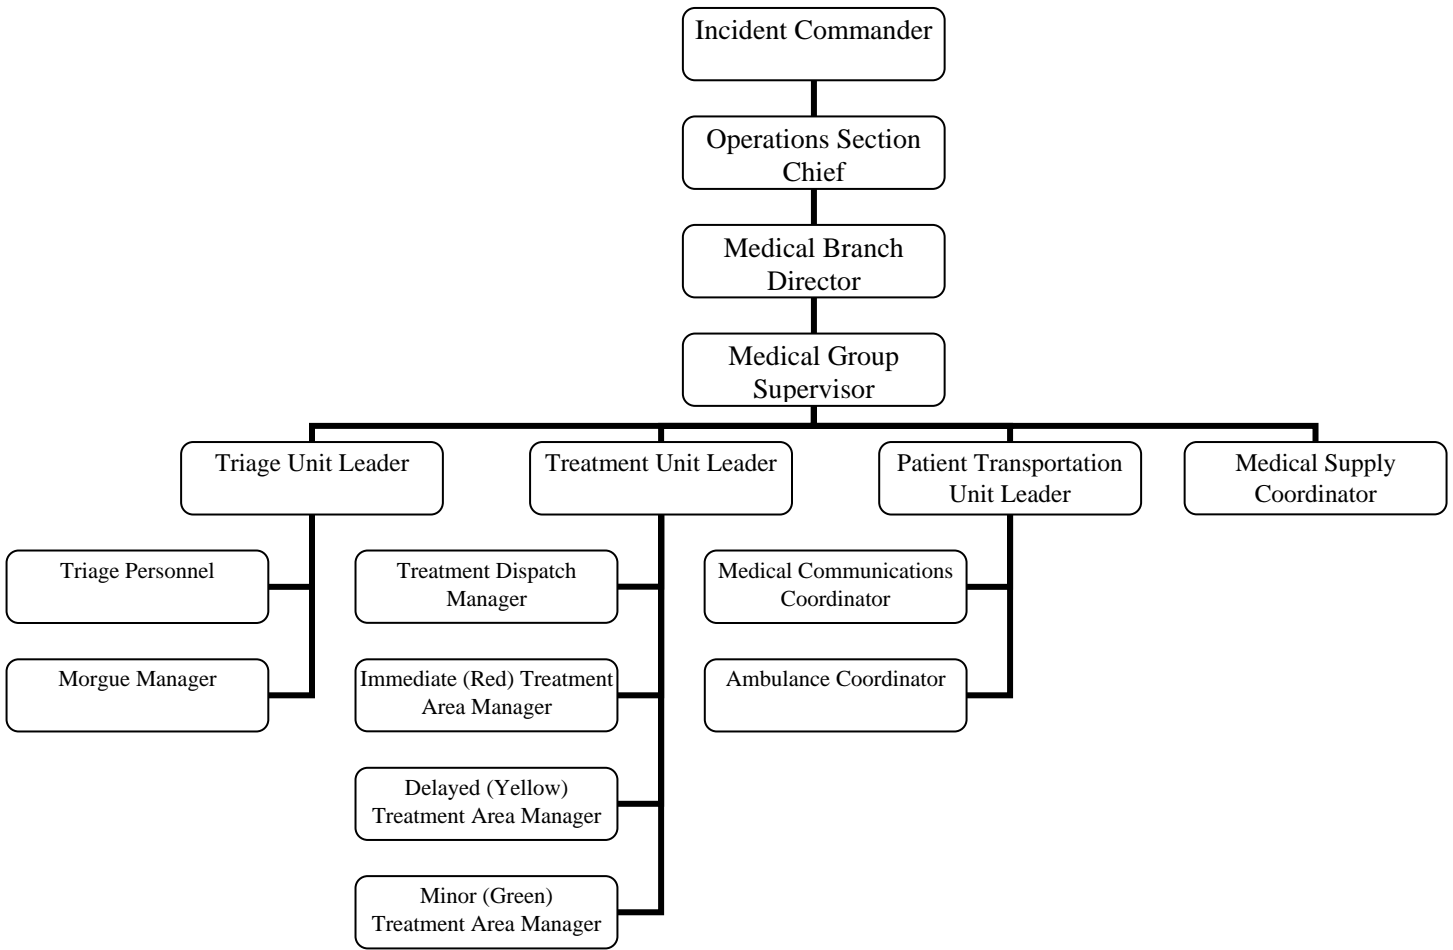 Incident Commander
Operations Section
Chief
Medical Branch
Director
Medical Group
Supervisor
Triage Unit Leader
Treatment Unit Leader
Patient Transportation
Unit Leader
Medical Supply
Coordinator
Triage Personnel
Morgue Manager
Treatment Dispatch
Manager
Immediate (Red) Treatment
Area Manager
Delayed (Yellow)
Treatment Area Manager
Minor (Green)
Treatment Area Manager
Medical Communications
Coordinator
Ambulance Coordinator